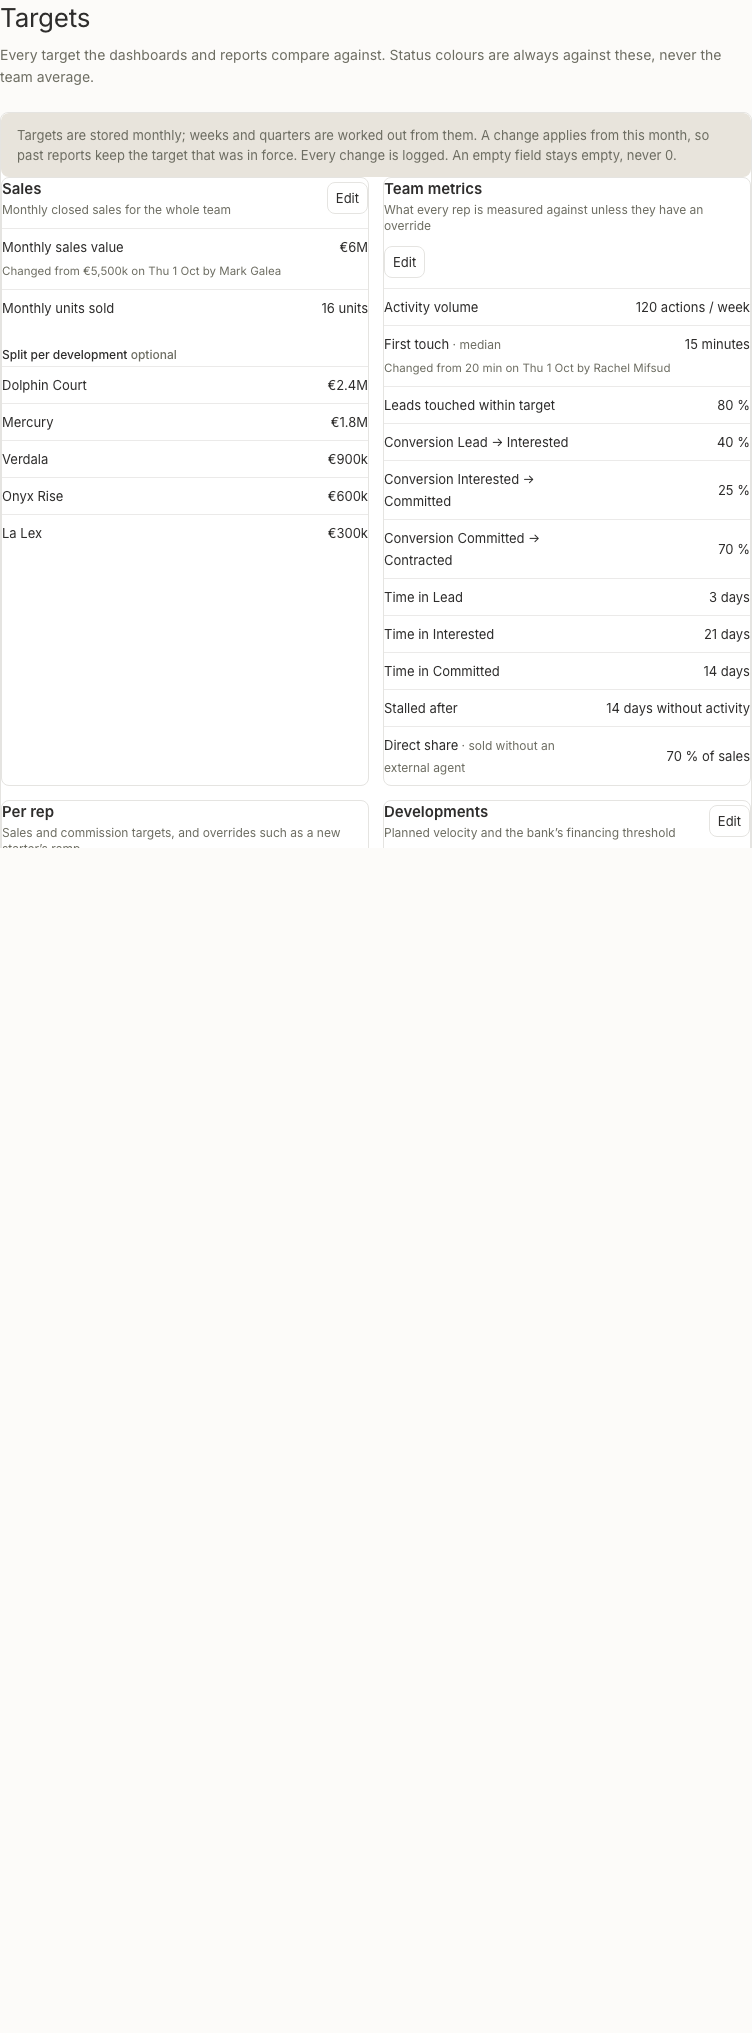 Targets
Every target the dashboards and reports compare against. Status colours are always against these, never the
team average.
Targets are stored monthly; weeks and quarters are worked out from them. A change applies from this month, so
past reports keep the target that was in force. Every change is logged. An empty field stays empty, never 0.
Sales
Edit
Monthly closed sales for the whole team
Monthly sales value €6M
Changed from €5,500k on Thu 1 Oct by Mark Galea
Monthly units sold 16 units
Split per development optional
Dolphin Court €2.4M
Mercury €1.8M
Verdala €900k
Onyx Rise €600k
La Lex €300k
Team metrics
What every rep is measured against unless they have an
override
Edit
Activity volume 120 actions / week
First touch · median 15 minutes
Changed from 20 min on Thu 1 Oct by Rachel Mifsud
Leads touched within target 80 %
Conversion Lead → Interested 40 %
Conversion Interested →
Committed 25 %
Conversion Committed →
Contracted 70 %
Time in Lead 3 days
Time in Interested 21 days
Time in Committed 14 days
Stalled after 14 days without activity
Direct share · sold without an
external agent 70 % of sales
Per rep
Sales and commission targets, and overrides such as a new
starter's ramp
Developments
Edit
Planned velocity and the bank's financing threshold